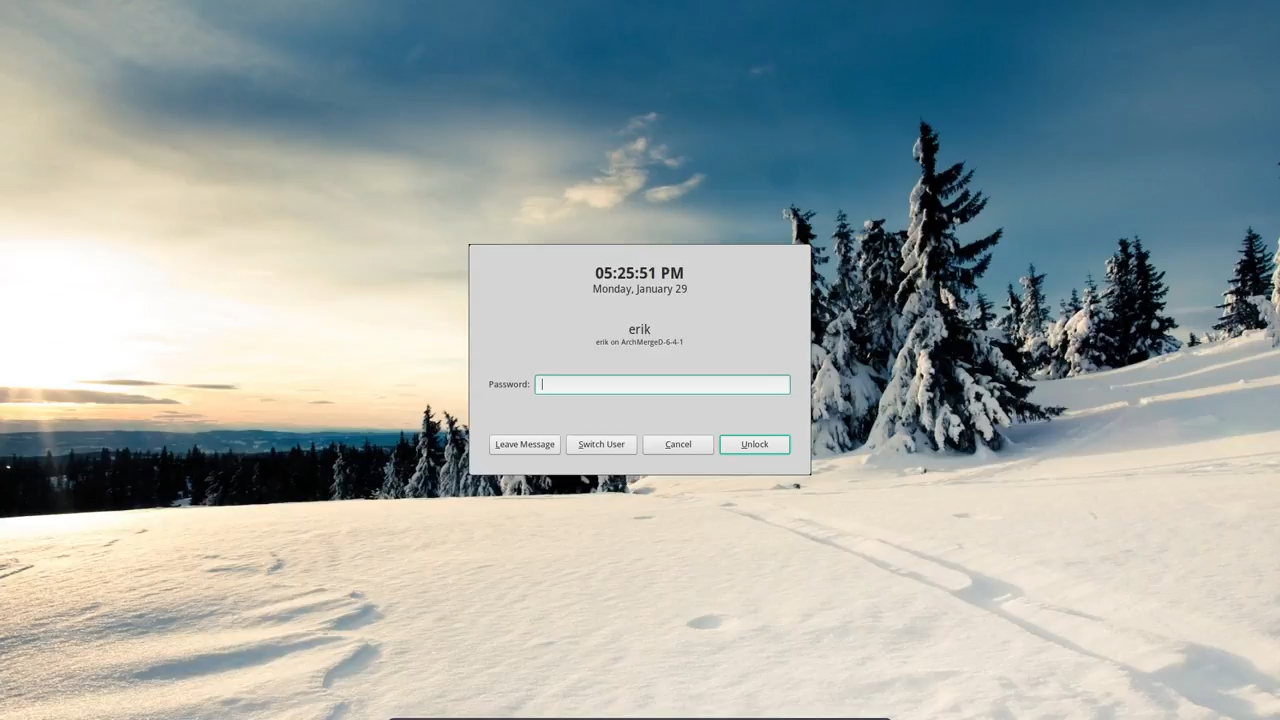 05:25:51 PM
Monday, January 29
erik
erik on ArchMergeD-6-4-1
Password:
Leave Message Switch User Cancel Unlock